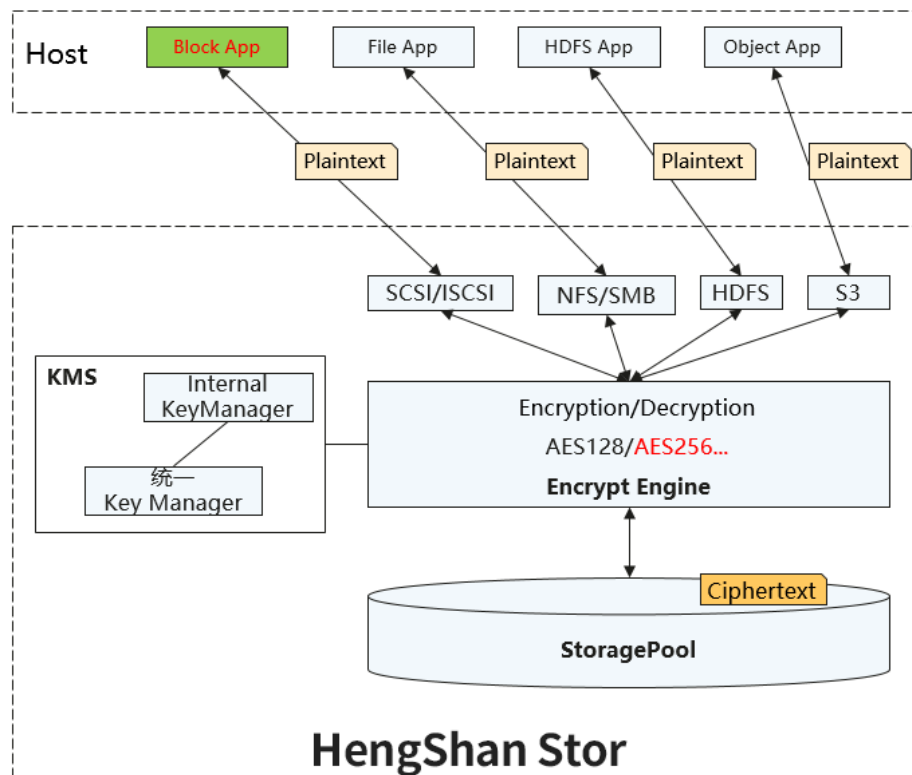 Host
Block App
File App
HDFS App
Object App
Plaintext
Plaintext
Plaintext
Plaintext
SCSI/ISCSI
NFS/SMB
HDFS
S3
KMS
Internal
KeyManager
统一
Key Manager
Encryption/Decryption
AES128/AES256...
Encrypt Engine
Ciphertext
StoragePool
HengShan Stor